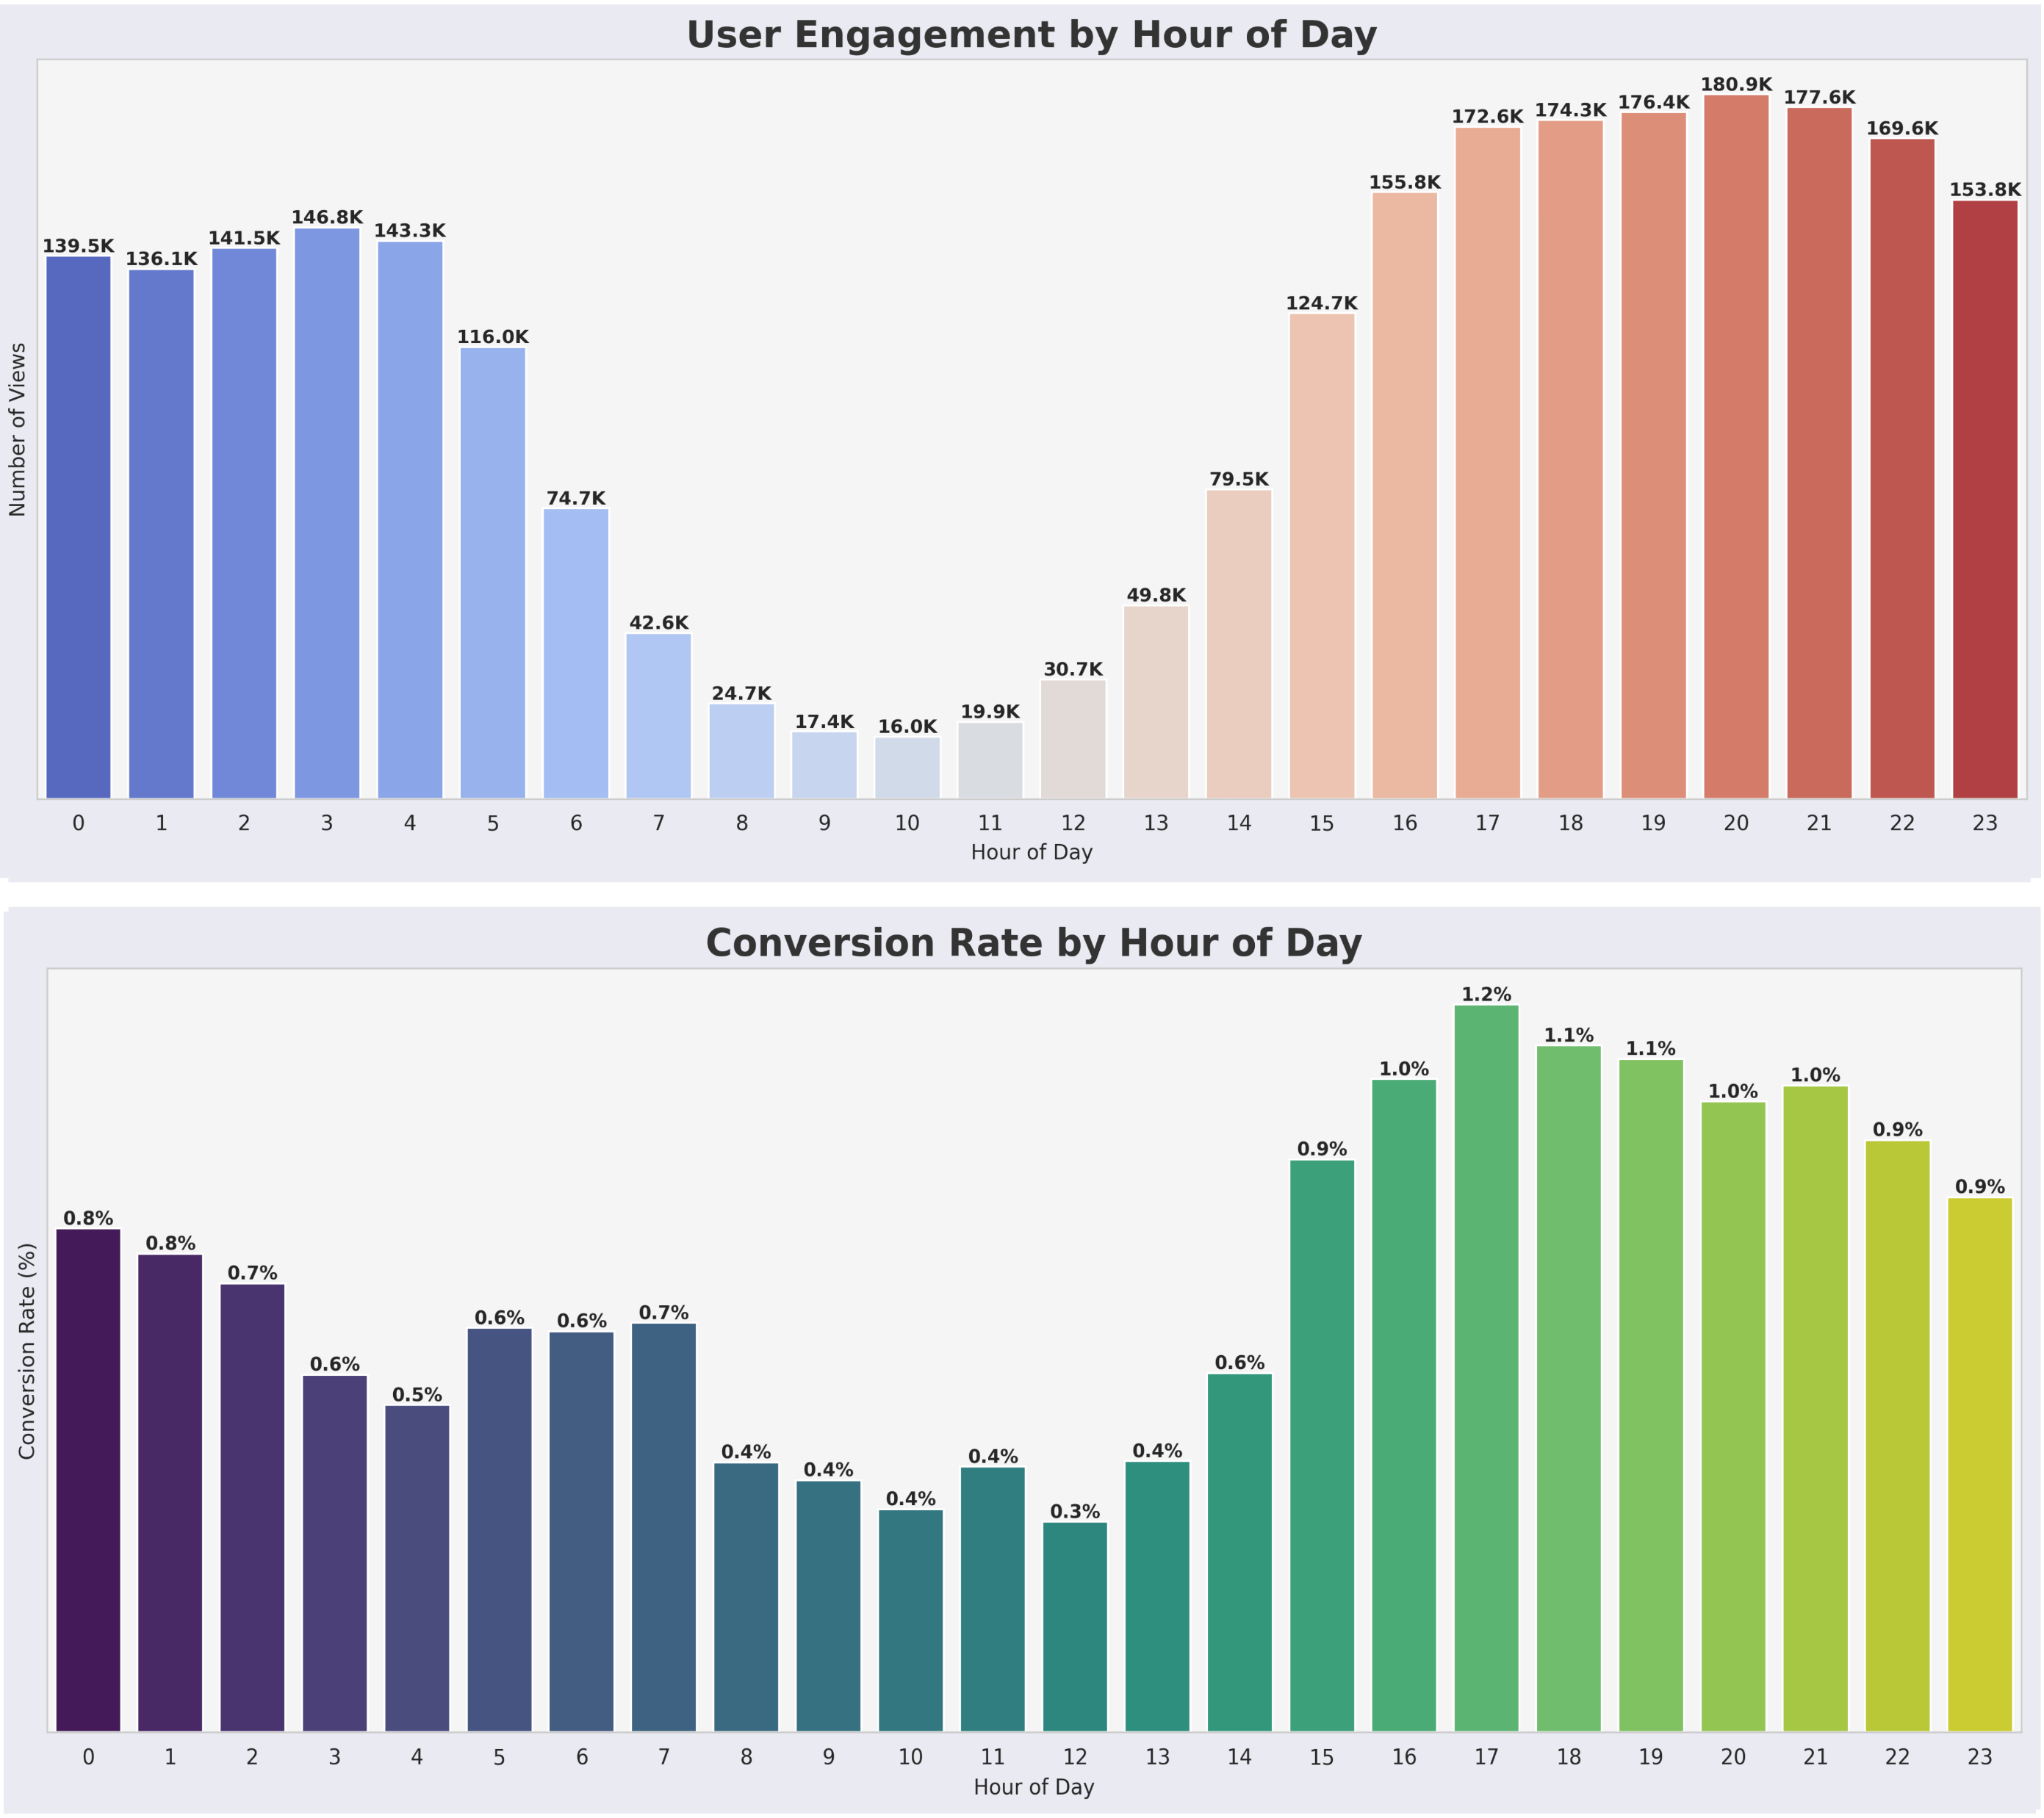 User Engagement by Hour of Day
180.9K
177.6K
176.4K
174.3K
172.6K
169.6K
155.8K
153.8K
146.8K
143.3K
141.5K
139.5K
136.1K
124.7K
116.0K
79.5K
74.7K
49.8K
42.6K
30.7K
24.7K
19.9K
17.4K
16.0K
Number of Views
0 1 2 3 4 5 6 7 8 9 10 11 12 13 14 15 16 17 18 19 20 21 22 23
Hour of Day
Conversion Rate by Hour of Day
1.2%
1.1%
1.1%
1.0%
1.0%
1.0%
0.9%
0.9%
0.9%
0.8%
0.8%
0.7%
0.7%
0.6%
0.6%
0.6%
0.6%
0.5%
0.4%
0.4%
0.4%
0.4%
0.4%
0.3%
Conversion Rate (%)
0 1 2 3 4 5 6 7 8 9 10 11 12 13 14 15 16 17 18 19 20 21 22 23
Hour of Day